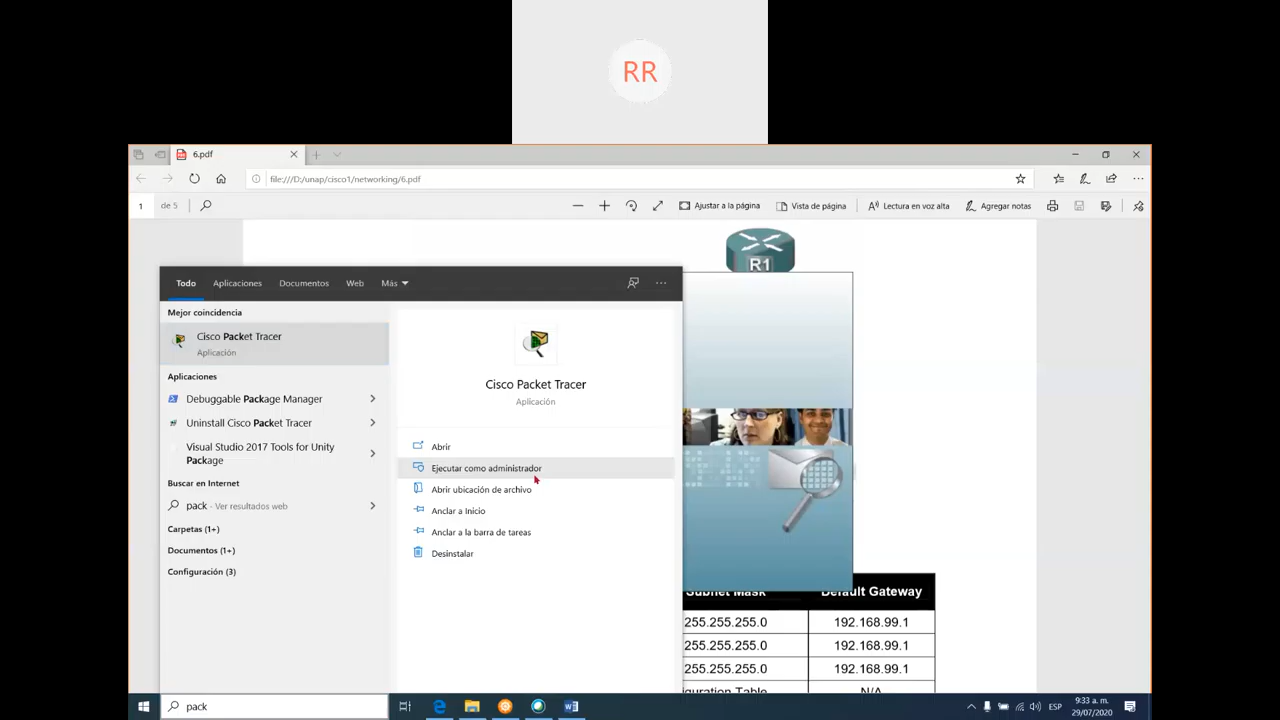 RR
6.pdf
file:///D:/unap/cisco1/networking/6.pdf
1 de 5
Ajustar a la página
Vista de página
Lectura en voz alta
Agregar notas
R1
Todo Aplicaciones Documentos Web Más
Mejor coincidencia
Cisco Packet Tracer
Aplicación
Aplicaciones
Debuggable Package Manager
Uninstall Cisco Packet Tracer
Visual Studio 2017 Tools for Unity
Package
Buscar en Internet
pack - Ver resultados web
Carpetas (1+)
Documentos (1+)
Configuración (3)
Cisco Packet Tracer
Aplicación
Abrir
Ejecutar como administrador
Abrir ubicación de archivo
Anclar a Inicio
Anclar a la barra de tareas
Desinstalar
Subnet Mask Default Gateway
255.255.255.0 192.168.99.1
255.255.255.0 192.168.99.1
255.255.255.0 192.168.99.1
Table N/A
pack
ESP
9:33 a. m.
29/07/2020